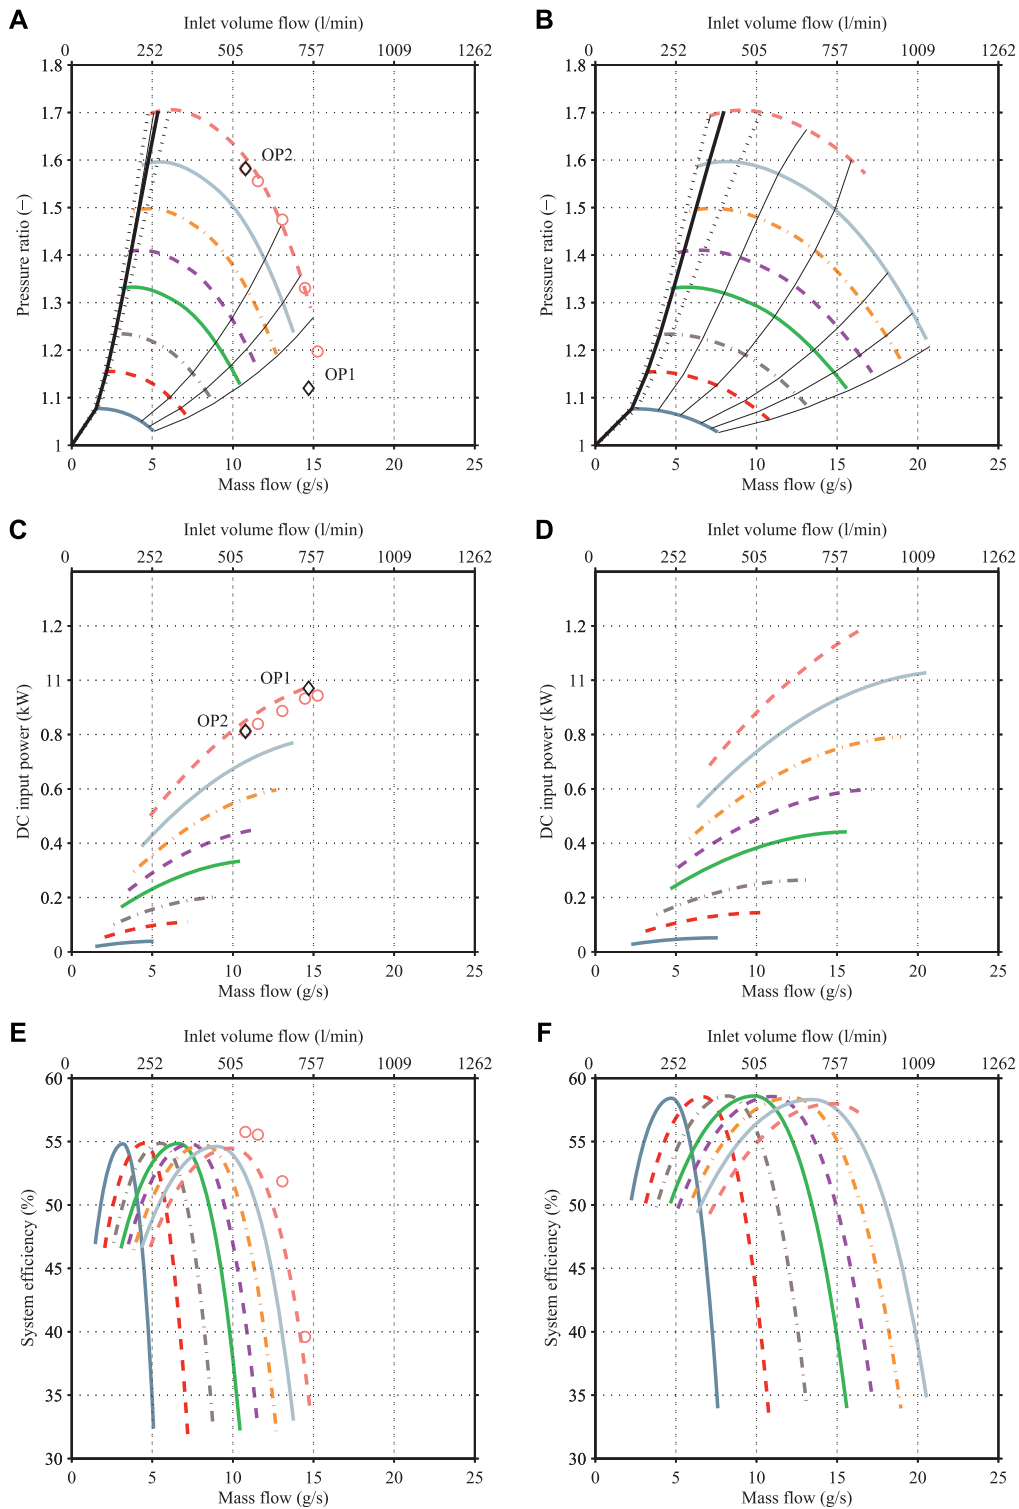 A
Inlet volume flow (l/min)
0 252 505 757 1009 1262
1.8
1.7
1.6
1.5
1.4
1.3
1.2
1.1
1
Pressure ratio (−)
OP2
OP1
0 5 10 15 20 25
Mass flow (g/s)
B
Inlet volume flow (l/min)
0 252 505 757 1009 1262
1.8
1.7
1.6
1.5
1.4
1.3
1.2
1.1
1
Pressure ratio (−)
0 5 10 15 20 25
Mass flow (g/s)
C
Inlet volume flow (l/min)
0 252 505 757 1009 1262
1.2
11
0.8
0.6
0.4
0.2
0
DC input power (kW)
OP1
OP2
0 5 10 15 20 25
Mass flow (g/s)
D
Inlet volume flow (l/min)
0 252 505 757 1009 1262
1.2
11
0.8
0.6
0.4
0.2
0
DC input power (kW)
0 5 10 15 20 25
Mass flow (g/s)
E
Inlet volume flow (l/min)
0 252 505 757 1009 1262
60
55
50
45
40
35
30
System efficiency (%)
0 5 10 15 20 25
Mass flow (g/s)
F
Inlet volume flow (l/min)
0 252 505 757 1009 1262
60
55
50
45
40
35
30
System efficiency (%)
0 5 10 15 20 25
Mass flow (g/s)